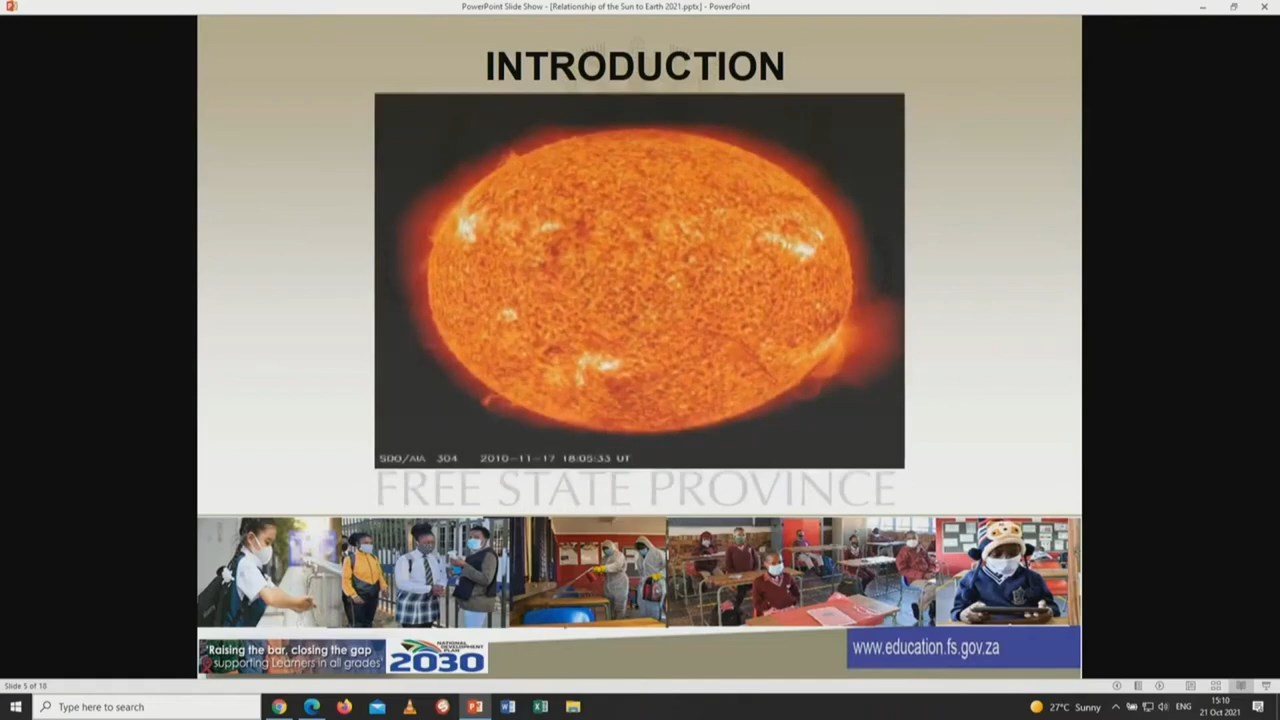 PowerPoint Slide Show - [Relationship of the Sun to Earth 2021.pptx] - PowerPoint
INTRODUCTION
SDO/AIA 304 2010-11-17 18:05:33 UT
FREE STATE PROVINCE
'Raising the bar, closing the gap
supporting Learners in all grades'
NATIONAL
DEVELOPMENT
PLAN
2030
www.education.fs.gov.za
Slide 5 of 18
Type here to search
27°C Sunny
ENG
15:10
21 Oct 2021